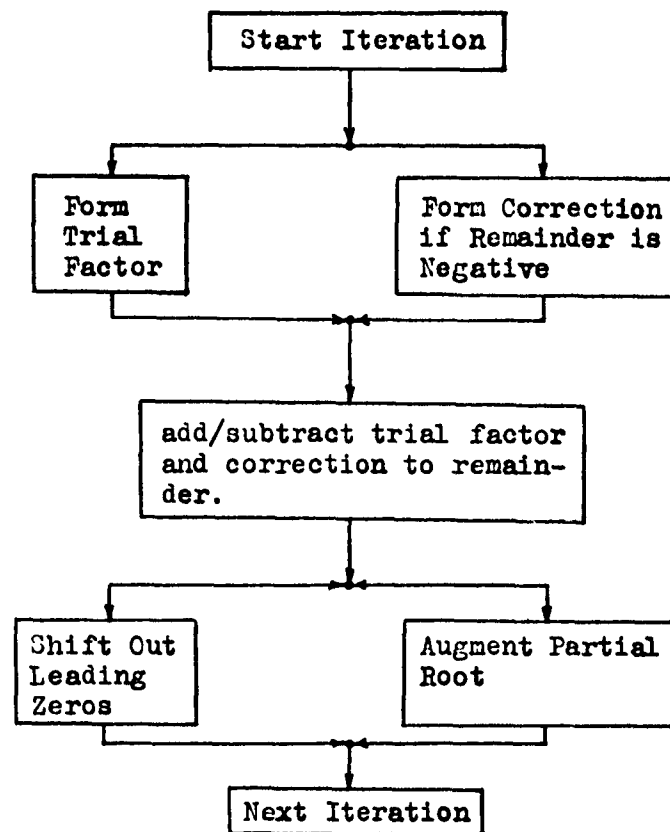 Start Iteration
Form
Trial
Factor
Form Correction
if Remainder is
Negative
add/subtract trial factor
and correction to remain-
der.
Shift Out
Leading
Zeros
Augment Partial
Root
Next Iteration